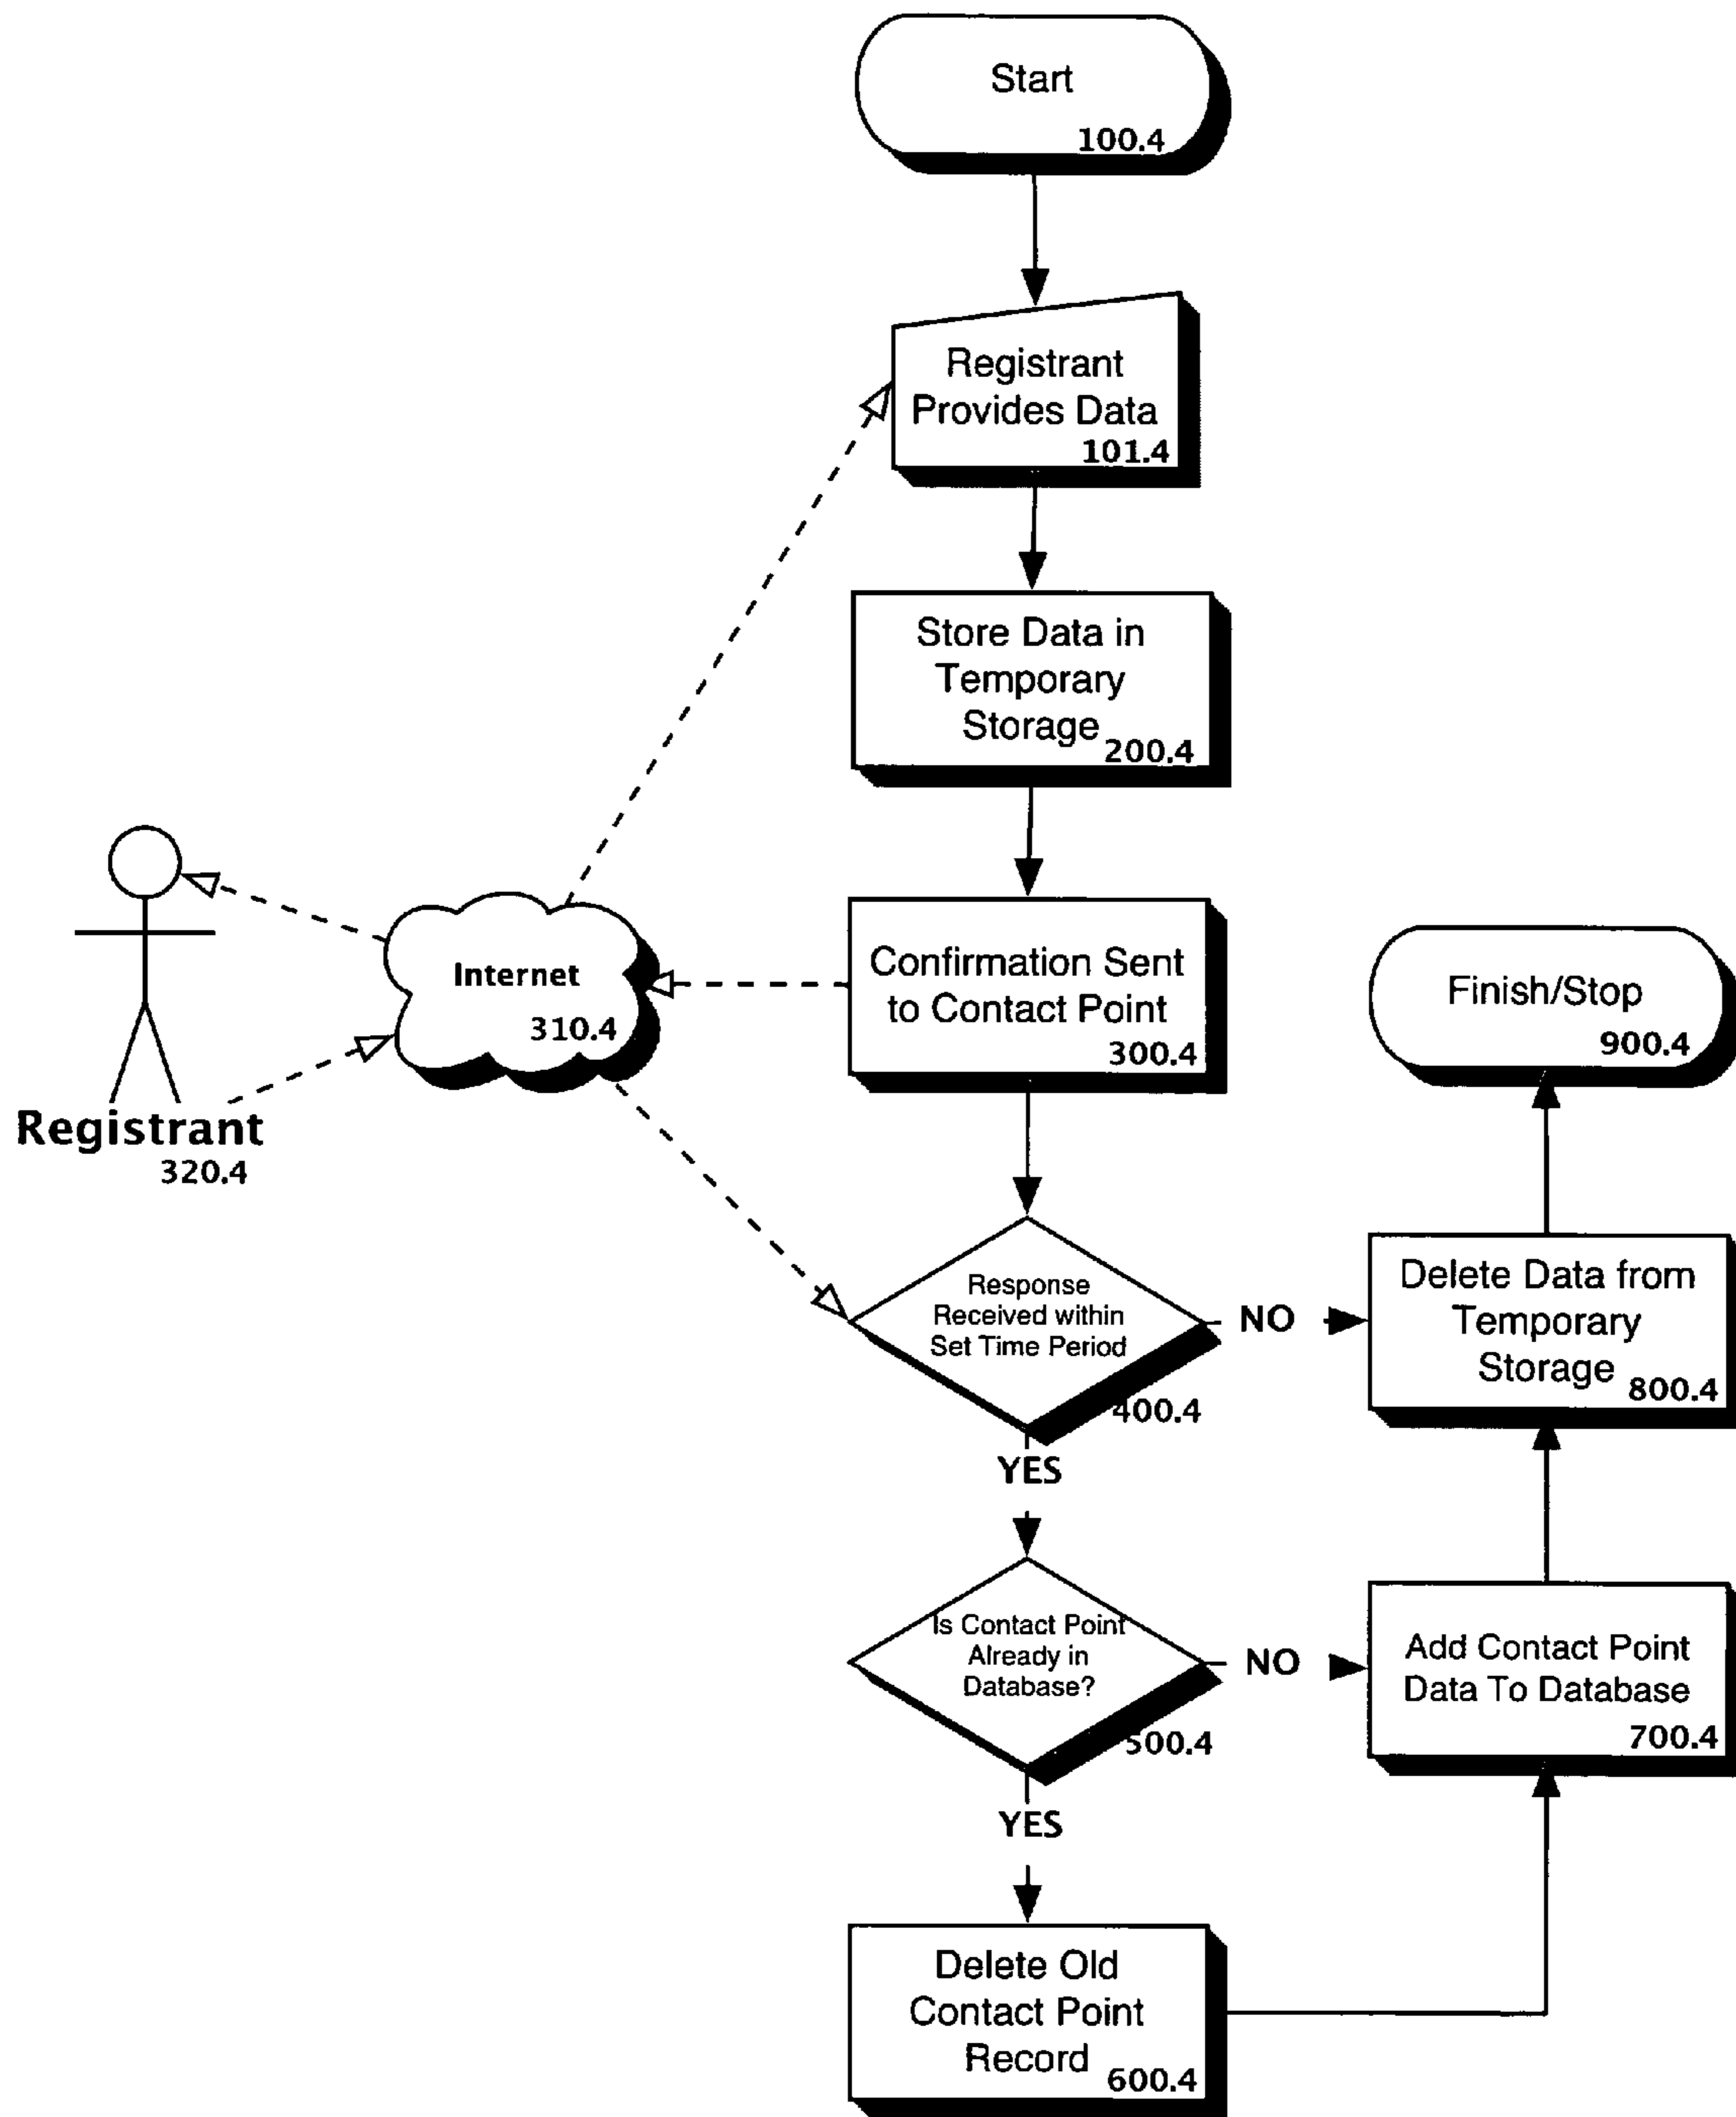 Start
100.4
Registrant
Provides Data
101.4
Store Data in
Temporary
Storage
200.4
Confirmation Sent
to Contact Point
300.4
Internet
310.4
Registrant
320.4
Finish/Stop
900.4
Response
Received within
Set Time Period
400.4
NO
Delete Data from
Temporary
Storage
800.4
YES
Is Contact Point
Already in
Database?
500.4
NO
Add Contact Point
Data To Database
700.4
YES
Delete Old
Contact Point
Record
600.4